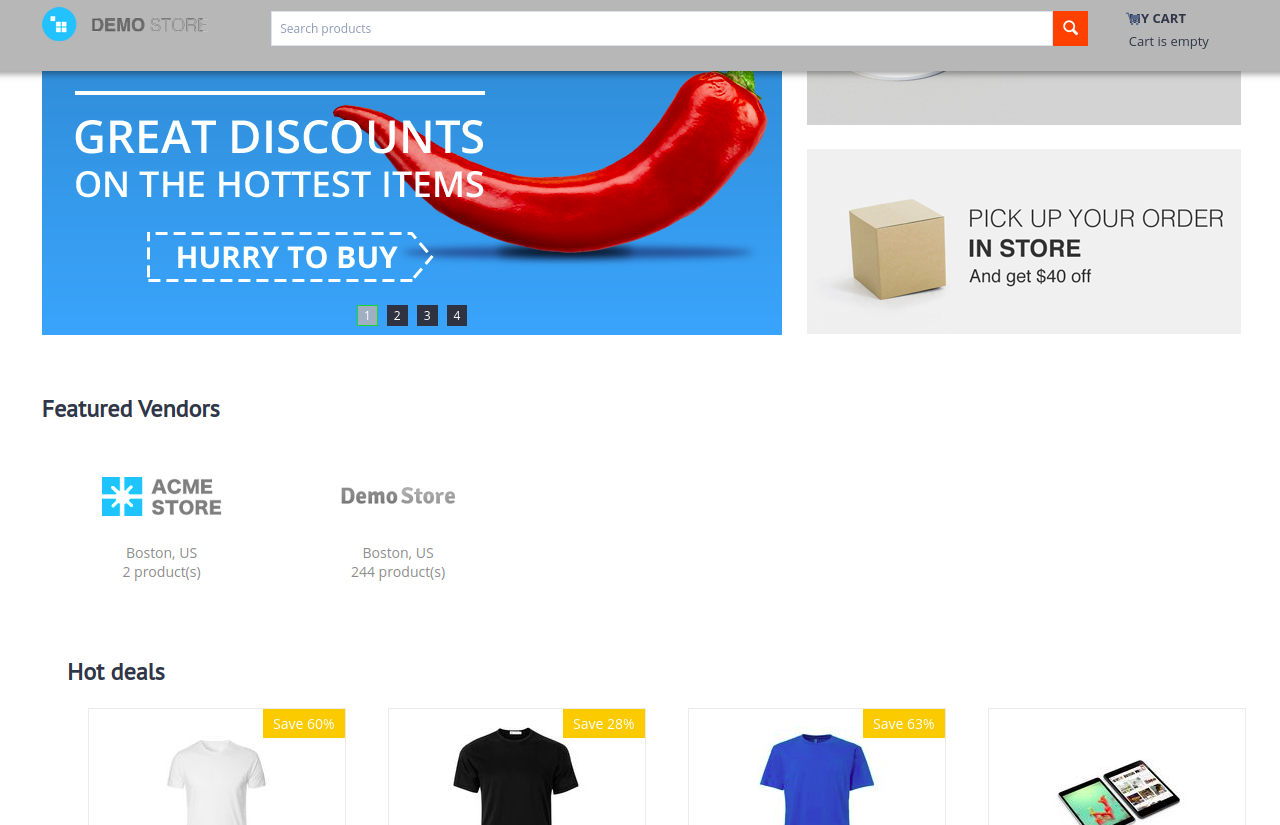 DEMO STORE
Search products
MY CART
Cart is empty
GREAT DISCOUNTS
ON THE HOTTEST ITEMS
HURRY TO BUY
1 2 3 4
PICK UP YOUR ORDER
IN STORE
And get $40 off
Featured Vendors
ACME
STORE
Boston, US
2 product(s)
Demo Store
Boston, US
244 product(s)
Hot deals
Save 60%
Save 28%
Save 63%